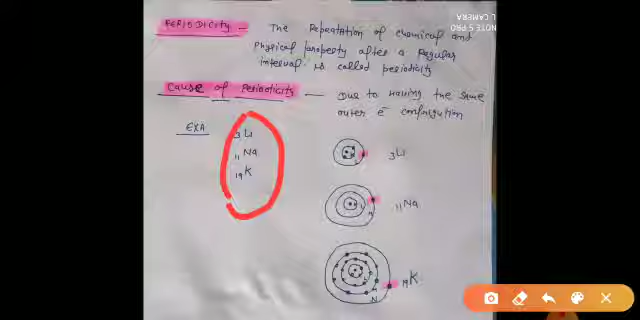 PERIODICITY - The Repeatation of chemical and
physical property after a Regular
interval is called periodicity
Cause of Periodicity - Due to having the same
outer e⁻ configuration
EXA
₃Li
₁₁Na
₁₉K
₃Li
₁₁Na
₁₉K
N
NOTE 5 PRO
CAMERA